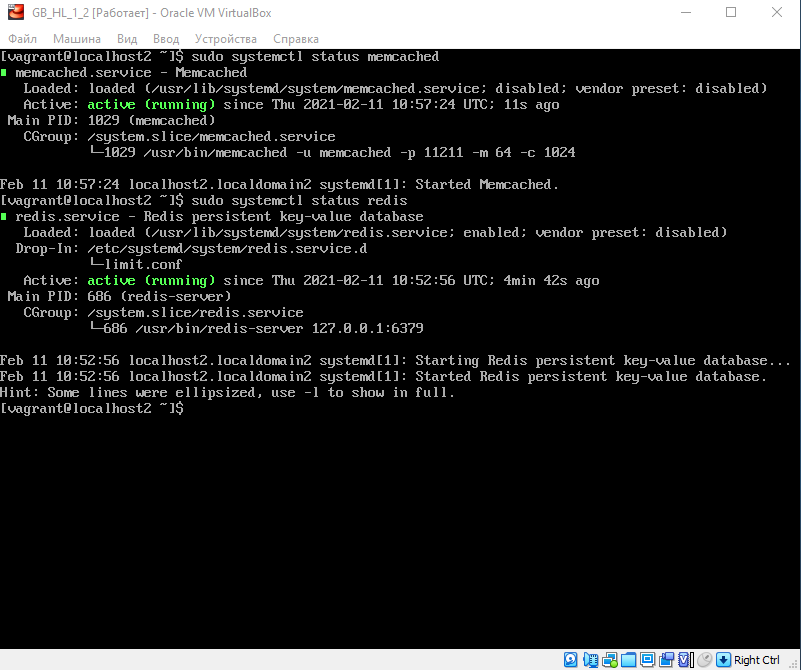 GB_HL_1_2 [Работает] - Oracle VM VirtualBox
Файл Машина Вид Ввод Устройства Справка
[vagrant@localhost2 ~]$ sudo systemctl status memcached
memcached.service - Memcached
Loaded: loaded (/usr/lib/systemd/system/memcached.service; disabled; vendor preset: disabled)
Active: active (running) since Thu 2021-02-11 10:57:24 UTC; 11s ago
Main PID: 1029 (memcached)
CGroup: /system.slice/memcached.service
└─1029 /usr/bin/memcached -u memcached -p 11211 -m 64 -c 1024
Feb 11 10:57:24 localhost2.localdomain2 systemd[1]: Started Memcached.
[vagrant@localhost2 ~]$ sudo systemctl status redis
redis.service - Redis persistent key-value database
Loaded: loaded (/usr/lib/systemd/system/redis.service; enabled; vendor preset: disabled)
Drop-In: /etc/systemd/system/redis.service.d
└─limit.conf
Active: active (running) since Thu 2021-02-11 10:52:56 UTC; 4min 42s ago
Main PID: 686 (redis-server)
CGroup: /system.slice/redis.service
└─686 /usr/bin/redis-server 127.0.0.1:6379
Feb 11 10:52:56 localhost2.localdomain2 systemd[1]: Starting Redis persistent key-value database...
Feb 11 10:52:56 localhost2.localdomain2 systemd[1]: Started Redis persistent key-value database.
Hint: Some lines were ellipsized, use -l to show in full.
[vagrant@localhost2 ~]$
Right Ctrl